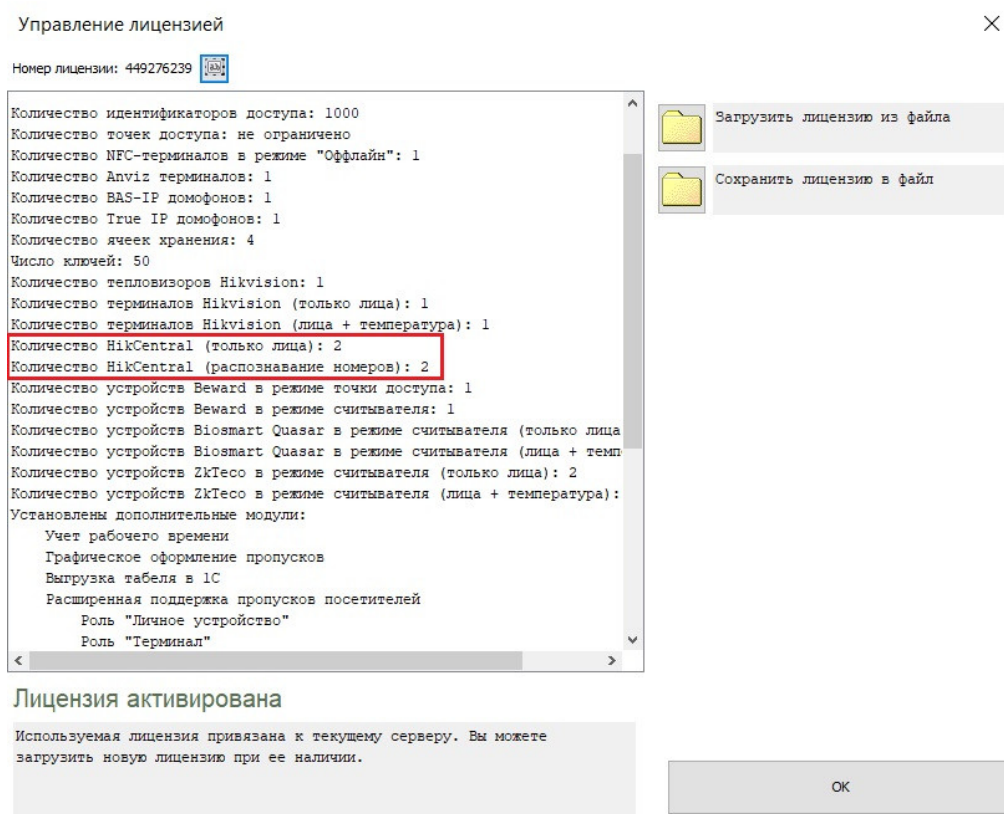 Управление лицензией
Номер лицензии: 449276239
Количество идентификаторов доступа: 1000
Количество точек доступа: не ограничено
Количество NFC-терминалов в режиме "Оффлайн": 1
Количество Anviz терминалов: 1
Количество BAS-IP домофонов: 1
Количество True IP домофонов: 1
Количество ячеек хранения: 4
Число ключей: 50
Количество тепловизоров Hikvision: 1
Количество терминалов Hikvision (только лица): 1
Количество терминалов Hikvision (лица + температура): 1
Количество HikCentral (только лица): 2
Количество HikCentral (распознавание номеров): 2
Количество устройств Beward в режиме точки доступа: 1
Количество устройств Beward в режиме считывателя: 1
Количество устройств Biosmart Quasar в режиме считывателя (только лица
Количество устройств Biosmart Quasar в режиме считывателя (лица + темп
Количество устройств ZkTeco в режиме считывателя (только лица): 2
Количество устройств ZkTeco в режиме считывателя (лица + температура):
Установлены дополнительные модули:
Учет рабочего времени
Графическое оформление пропусков
Выгрузка табеля в 1С
Расширенная поддержка пропусков посетителей
Роль "Личное устройство"
Роль "Терминал"
Загрузить лицензию из файла
Сохранить лицензию в файл
Лицензия активирована
Используемая лицензия привязана к текущему серверу. Вы можете
загрузить новую лицензию при ее наличии.
OK